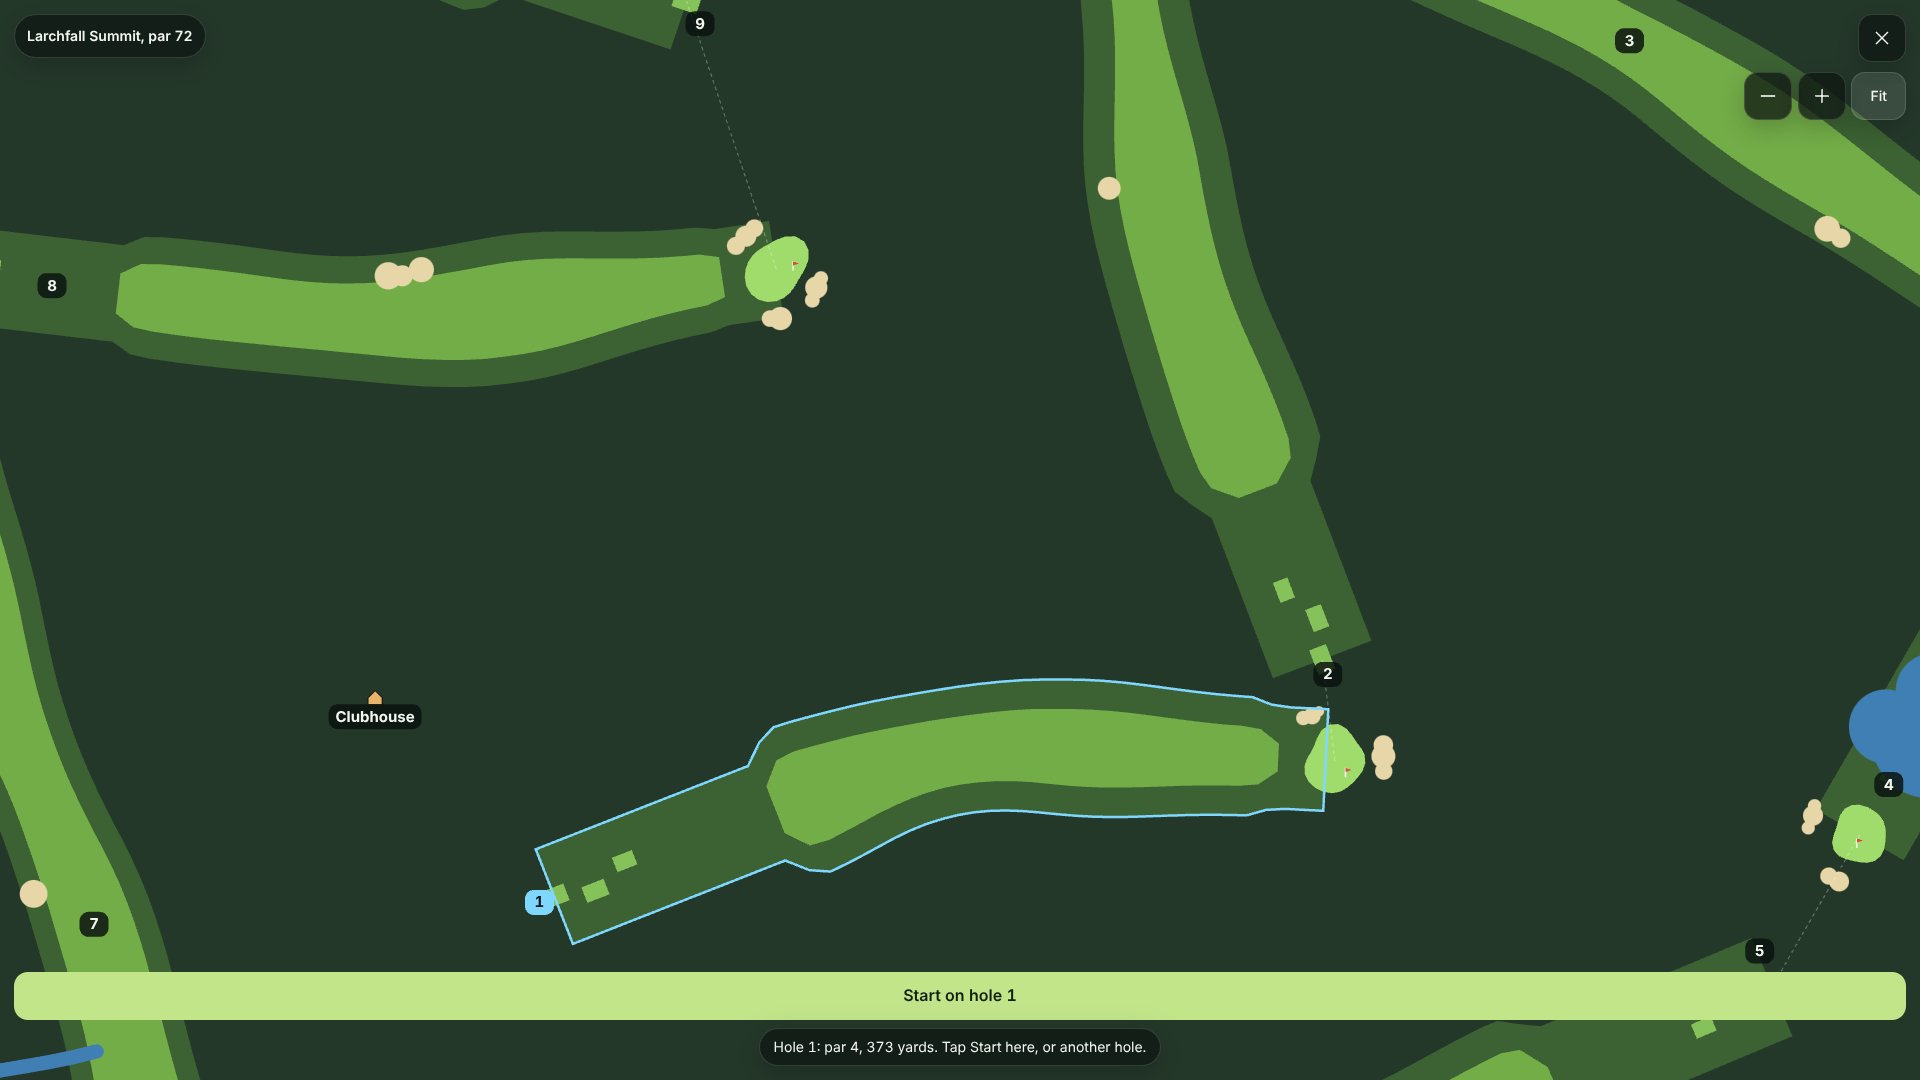 Larchfall Summit, par 72
9
3
Fit
8
2
Clubhouse
4
1
7
5
Start on hole 1
Hole 1: par 4, 373 yards. Tap Start here, or another hole.